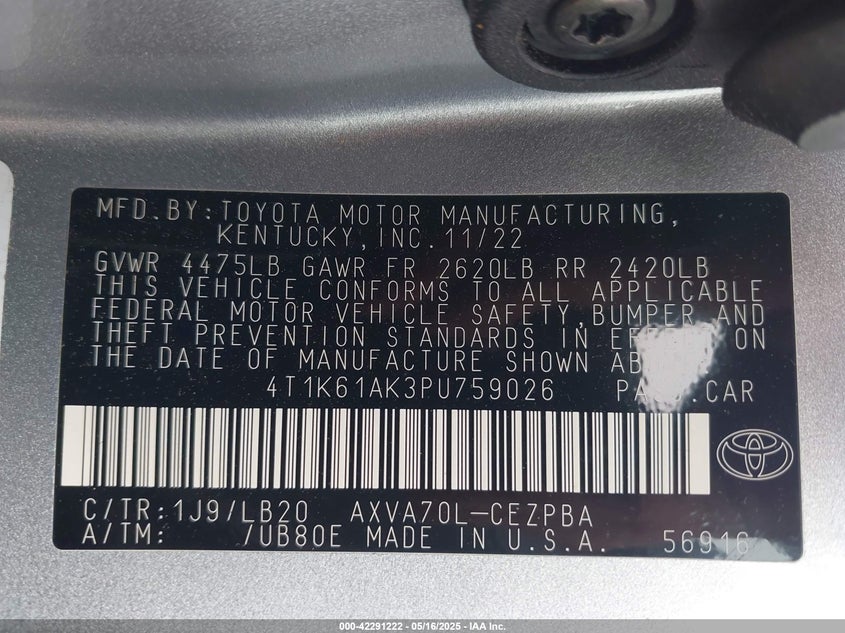 MFD.BY:TOYOTA MOTOR MANUFACTURING,
KENTUCKY,INC.11/22
GVWR 4475LB GAWR FR 2620LB RR 2420LB
THIS VEHICLE CONFORMS TO ALL APPLICABLE
FEDERAL MOTOR VEHICLE SAFETY,BUMPER AND
THEFT PREVENTION STANDARDS IN EFFECT ON
THE DATE OF MANUFACTURE SHOWN
4T1K61AK3PU759026 CAR
C/TR:1J9/LB20 AXVA70L-CEZPBA
A/TM: /UB80E MADE IN U.S.A. 56916
000-42291222 - 05/16/2025 - IAA Inc.